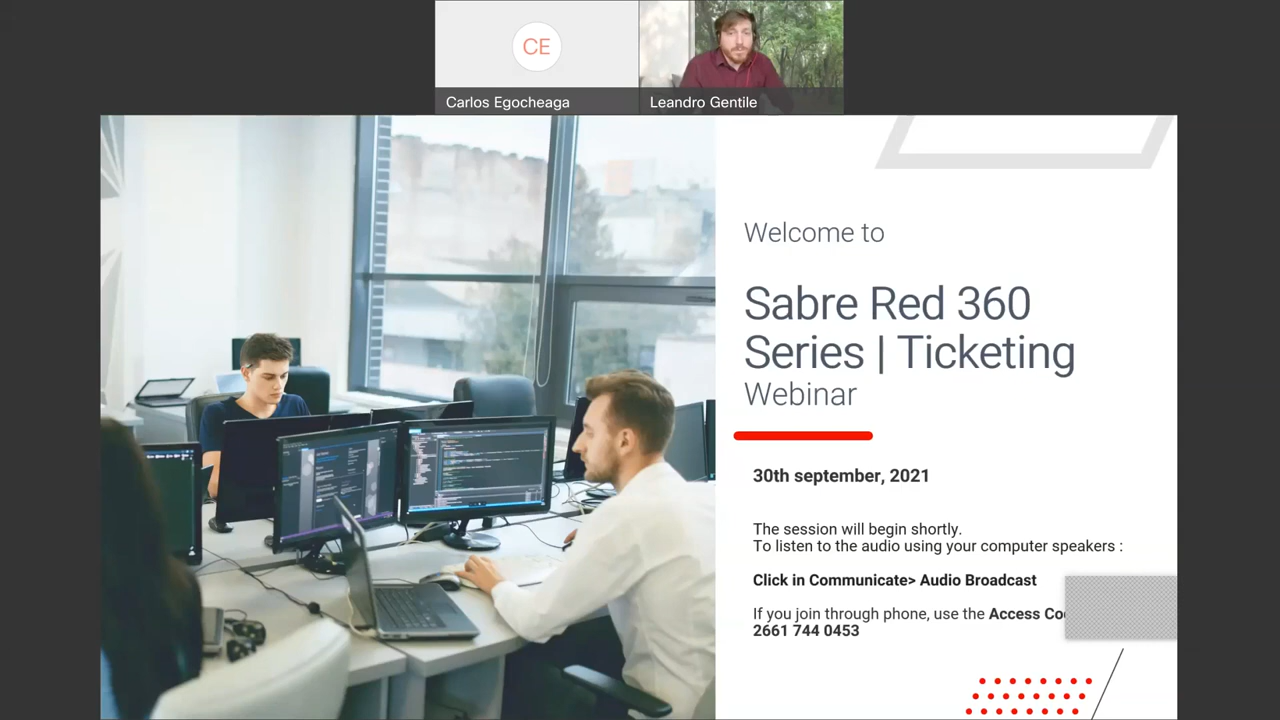 CE
Carlos Egocheaga
Leandro Gentile
Welcome to
Sabre Red 360
Series | Ticketing
Webinar
30th september, 2021
The session will begin shortly.
To listen to the audio using your computer speakers :
Click in Communicate> Audio Broadcast
If you join through phone, use the Access
2661 744 0453